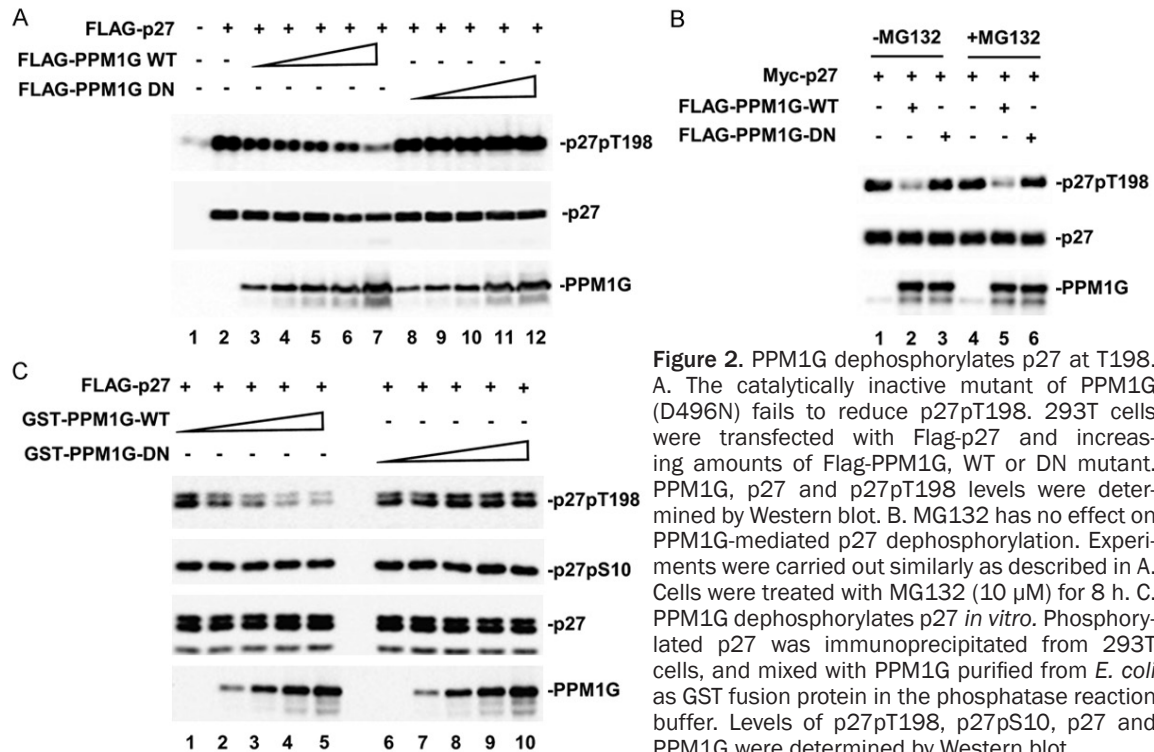 A
FLAG-p27 - + + + + + + + + + + +
FLAG-PPM1G WT - - - - - - -
FLAG-PPM1G DN - - - - - - -
-p27pT198
-p27
-PPM1G
1 2 3 4 5 6 7 8 9 10 11 12
B
-MG132 +MG132
Myc-p27 + + + + + +
FLAG-PPM1G-WT - + - - + -
FLAG-PPM1G-DN - - + - - +
-p27pT198
-p27
-PPM1G
1 2 3 4 5 6
C
FLAG-p27 + + + + + + + + + +
GST-PPM1G-WT - - - - -
GST-PPM1G-DN - - - - -
-p27pT198
-p27pS10
-p27
-PPM1G
1 2 3 4 5 6 7 8 9 10
Figure 2. PPM1G dephosphorylates p27 at T198.
A. The catalytically inactive mutant of PPM1G
(D496N) fails to reduce p27pT198. 293T cells
were transfected with Flag-p27 and increas-
ing amounts of Flag-PPM1G, WT or DN mutant.
PPM1G, p27 and p27pT198 levels were deter-
mined by Western blot. B. MG132 has no effect on
PPM1G-mediated p27 dephosphorylation. Experi-
ments were carried out similarly as described in A.
Cells were treated with MG132 (10 µM) for 8 h. C.
PPM1G dephosphorylates p27 in vitro. Phosphory-
lated p27 was immunoprecipitated from 293T
cells, and mixed with PPM1G purified from E. coli
as GST fusion protein in the phosphatase reaction
buffer. Levels of p27pT198, p27pS10, p27 and
PPM1G were determined by Western blot.